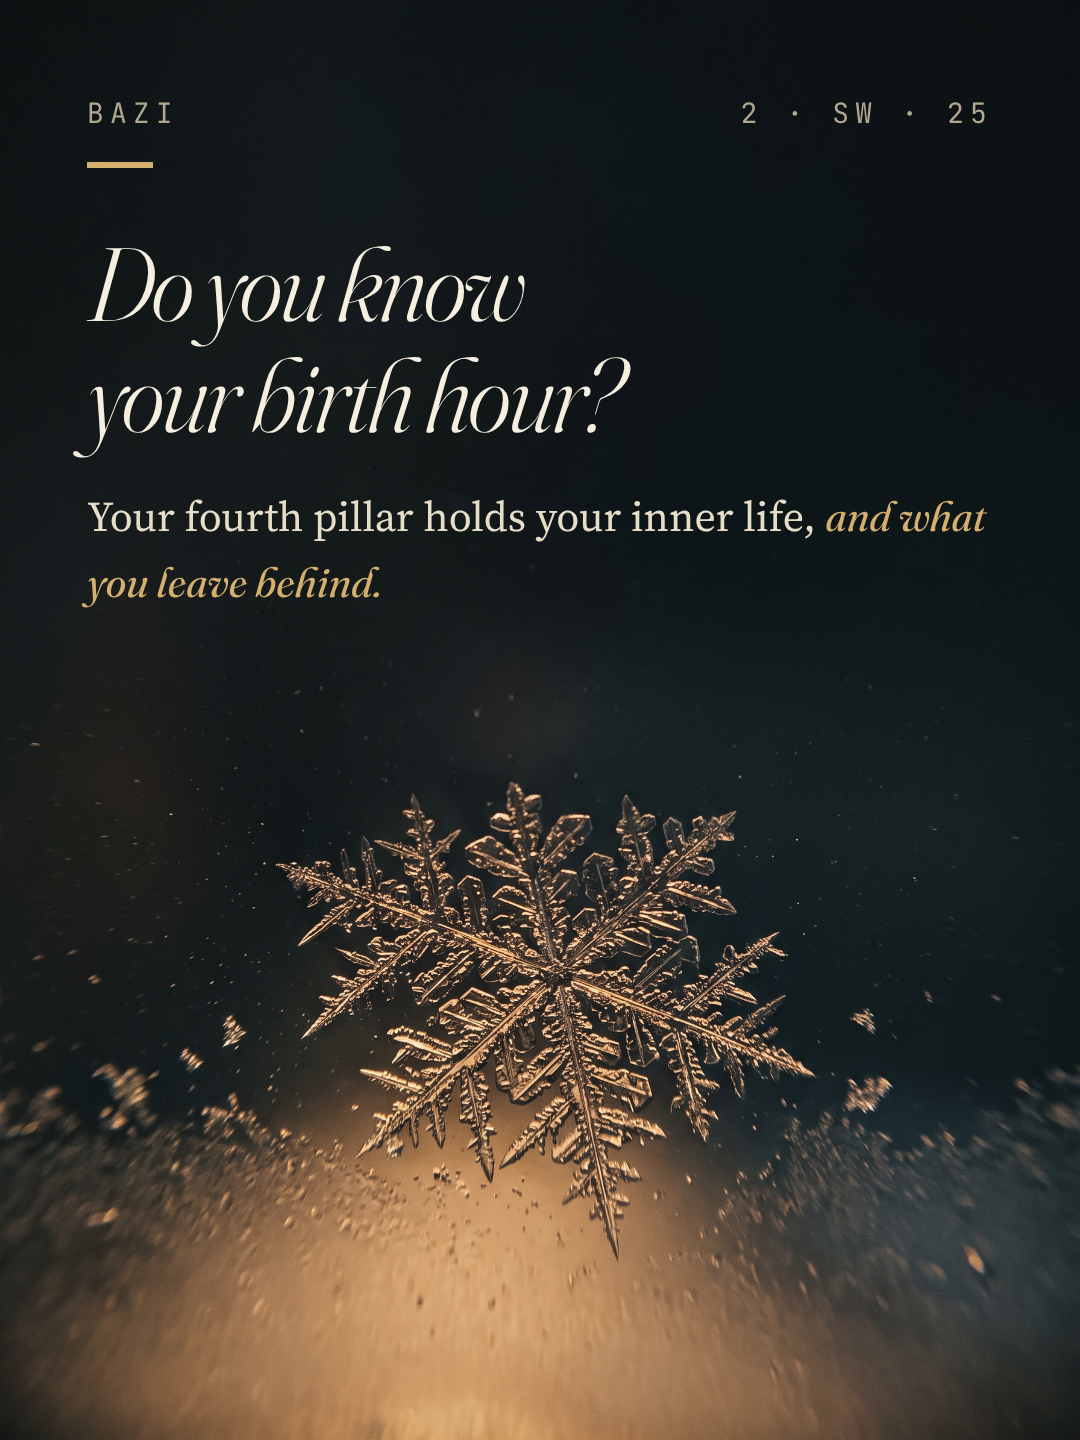 BAZI
2 · SW · 25
Do you know
your birth hour?
Your fourth pillar holds your inner life, and what
you leave behind.